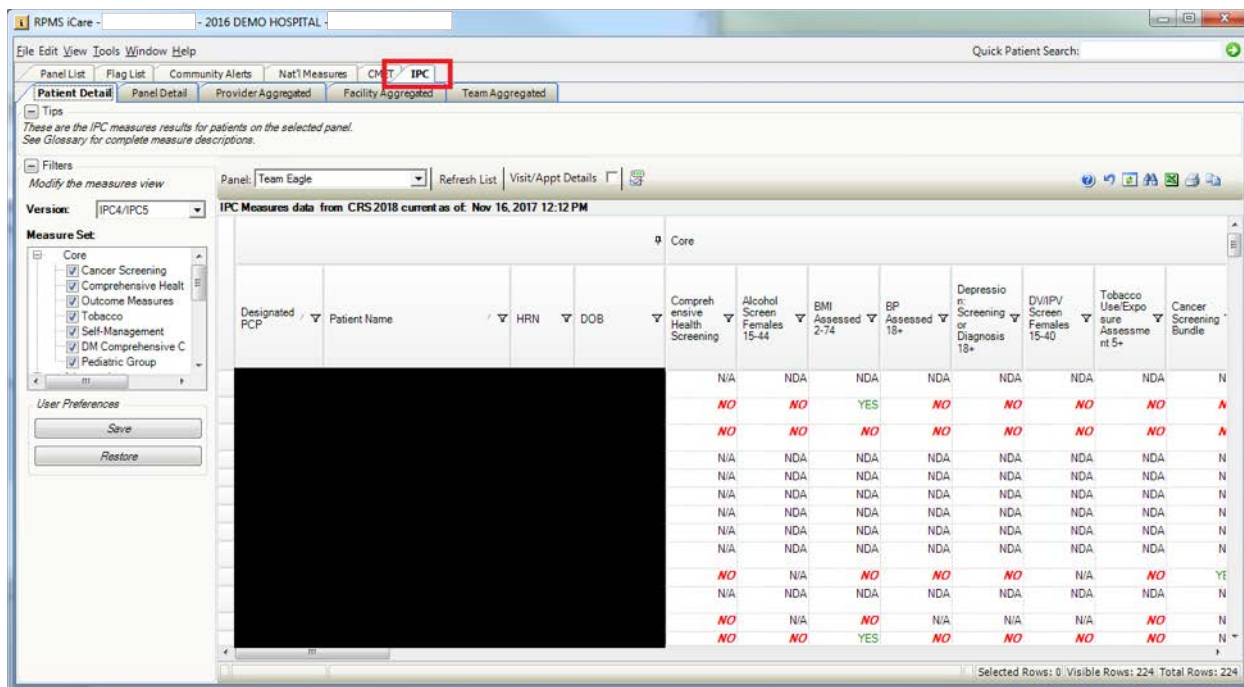 RPMS iCare - - 2016 DEMO HOSPITAL -
File Edit View Tools Window Help
Quick Patient Search:
Panel List Flag List Community Alerts Nat'l Measures CMET IPC
Patient Detail Panel Detail Provider Aggregated Facility Aggregated Team Aggregated
Tips
These are the IPC measures results for patients on the selected panel.
See Glossary for complete measure descriptions.
Filters
Modify the measures view
Version: IPC4/IPC5
Measure Set:
Core
Cancer Screening
Comprehensive Healt
Outcome Measures
Tobacco
Self-Management
DM Comprehensive C
Pediatric Group
User Preferences
Save
Restore
Panel: Team Eagle Refresh List Visit/Appt Details
IPC Measures data from CRS 2018 current as of: Nov 16, 2017 12:12 PM
Core
Designated PCP
Patient Name
HRN
DOB
Compreh
ensive
Health
Screening
Alcohol
Screen
Females
15-44
BMI
Assessed
2-74
BP
Assessed
18+
Depressio
n:
Screening
or
Diagnosis
18+
DV/IPV
Screen
Females
15-40
Tobacco
Use/Expo
sure
Assessme
nt 5+
Cancer
Screening
Bundle
N/A NDA NDA NDA NDA NDA NDA N
NO NO YES NO NO NO NO N
NO NO NO NO NO NO NO N
N/A NDA NDA NDA NDA NDA NDA N
N/A NDA NDA NDA NDA NDA NDA N
N/A NDA NDA NDA NDA NDA NDA N
N/A NDA NDA NDA NDA NDA NDA N
N/A NDA NDA NDA NDA NDA NDA N
N/A NDA NDA NDA NDA NDA NDA N
NO N/A NO NO NO N/A NO YE
N/A NDA NDA NDA NDA NDA NDA N
NO N/A NO N/A N/A N/A NO N
NO NO YES NO NO NO NO N
Selected Rows: 0 Visible Rows: 224 Total Rows: 224